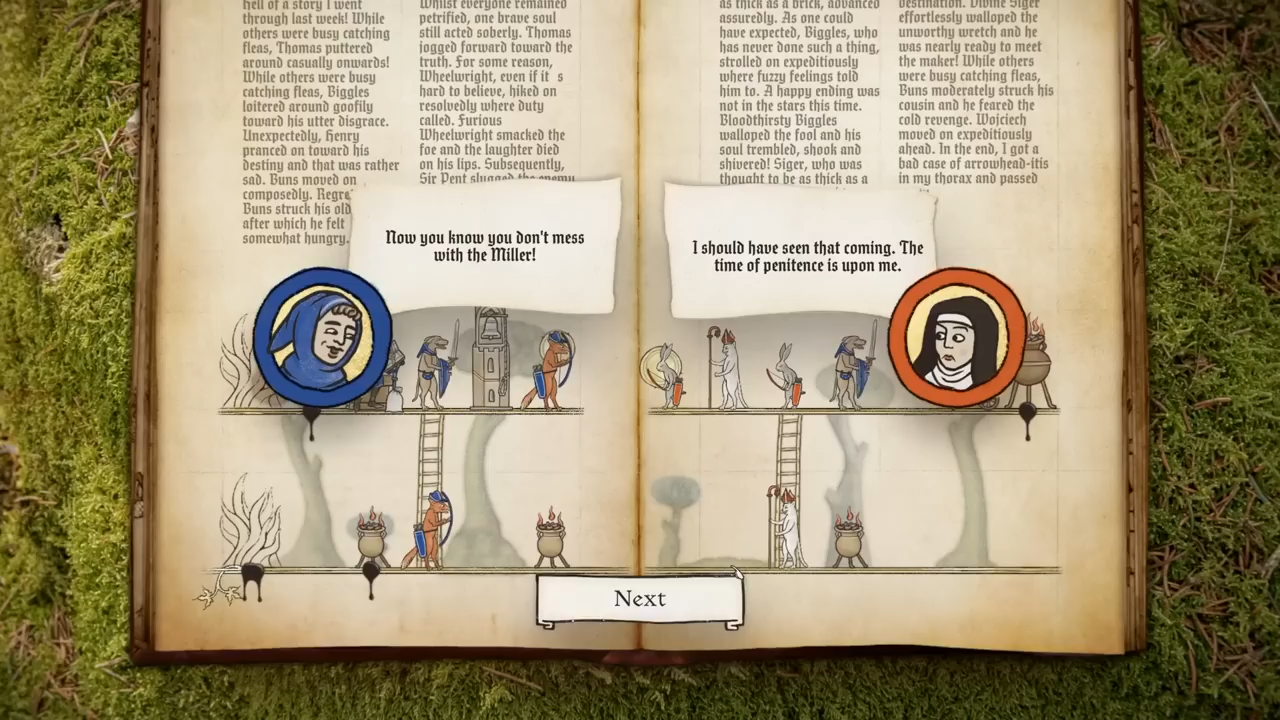 hell of a story I went
through last week! While
others were busy catching
fleas, Thomas puttered
around casually onwards!
While others were busy
catching fleas, Biggles
loitered around goofily
toward his utter disgrace.
Unexpectedly, Henry
pranced on toward his
destiny and that was rather
sad. Buns moved on
composedly.
Buns struck his old
after which he felt
somewhat hungry.
Whilst everyone remained
petrified, one brave soul
still acted soberly. Thomas
jogged forward toward the
truth. For some reason,
Wheelwright, even if it s
hard to believe, hiked on
resolvedly where duty
called. Furious
Wheelwright smacked the
foe and the laughter died
on his lips. Subsequently,
Sir Pent slugged the enemy
as thick as a brick, advanced
assuredly. As one could
have expected, Biggles, who
has never done such a thing,
strolled on expeditiously
where fuzzy feelings told
him to. A happy ending was
not in the stars this time.
Bloodthirsty Biggles
walloped the fool and his
soul trembled, shook and
shivered! Siger, who was
thought to be as thick as a
destination. Divine Siger
effortlessly walloped the
unworthy wretch and he
was nearly ready to meet
the maker! While others
were busy catching fleas,
Buns moderately struck his
cousin and he feared the
cold revenge. Wojciech
moved on expeditiously
ahead. In the end, I got a
bad case of arrowhead-itis
in my thorax and passed
Now you know you don't mess
with the Miller!
I should have seen that coming. The
time of penitence is upon me.
Next